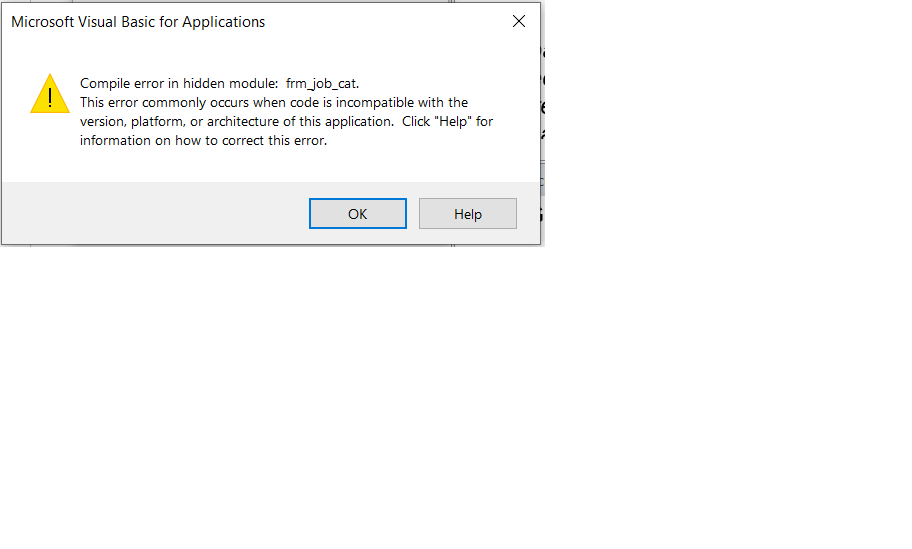 Microsoft Visual Basic for Applications
Compile error in hidden module:  frm_job_cat.
This error commonly occurs when code is incompatible with the
version, platform, or architecture of this application.  Click "Help" for
information on how to correct this error.
OK
Help